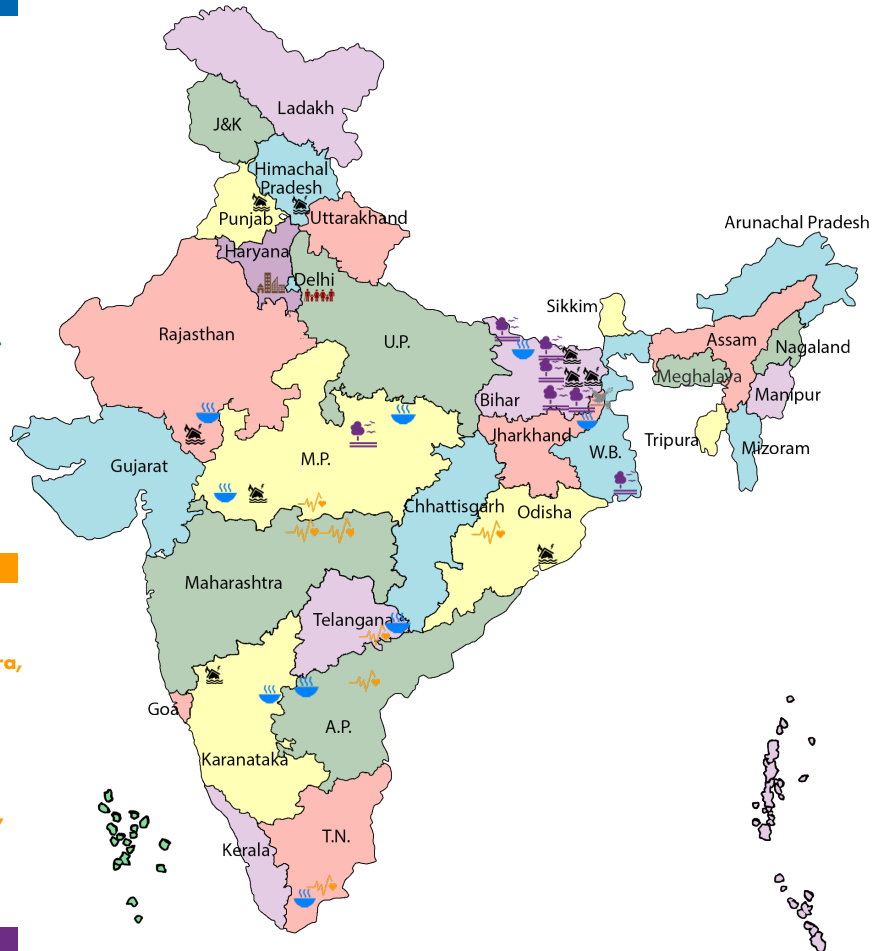 Ladakh
J&K
Himachal
Pradesh
Punjab
Uttarakhand
Arunachal Pradesh
Haryana
Delhi
Sikkim
Rajasthan
U.P.
Assam
Nagaland
Meghalaya
Bihar
Manipur
Jharkhand
Tripura
W.B.
Mizoram
Gujarat
M.P.
Chhattisgarh
Odisha
Maharashtra
Telangana
ra,
Goa
A.P.
Karanataka
T.N.
Kerala